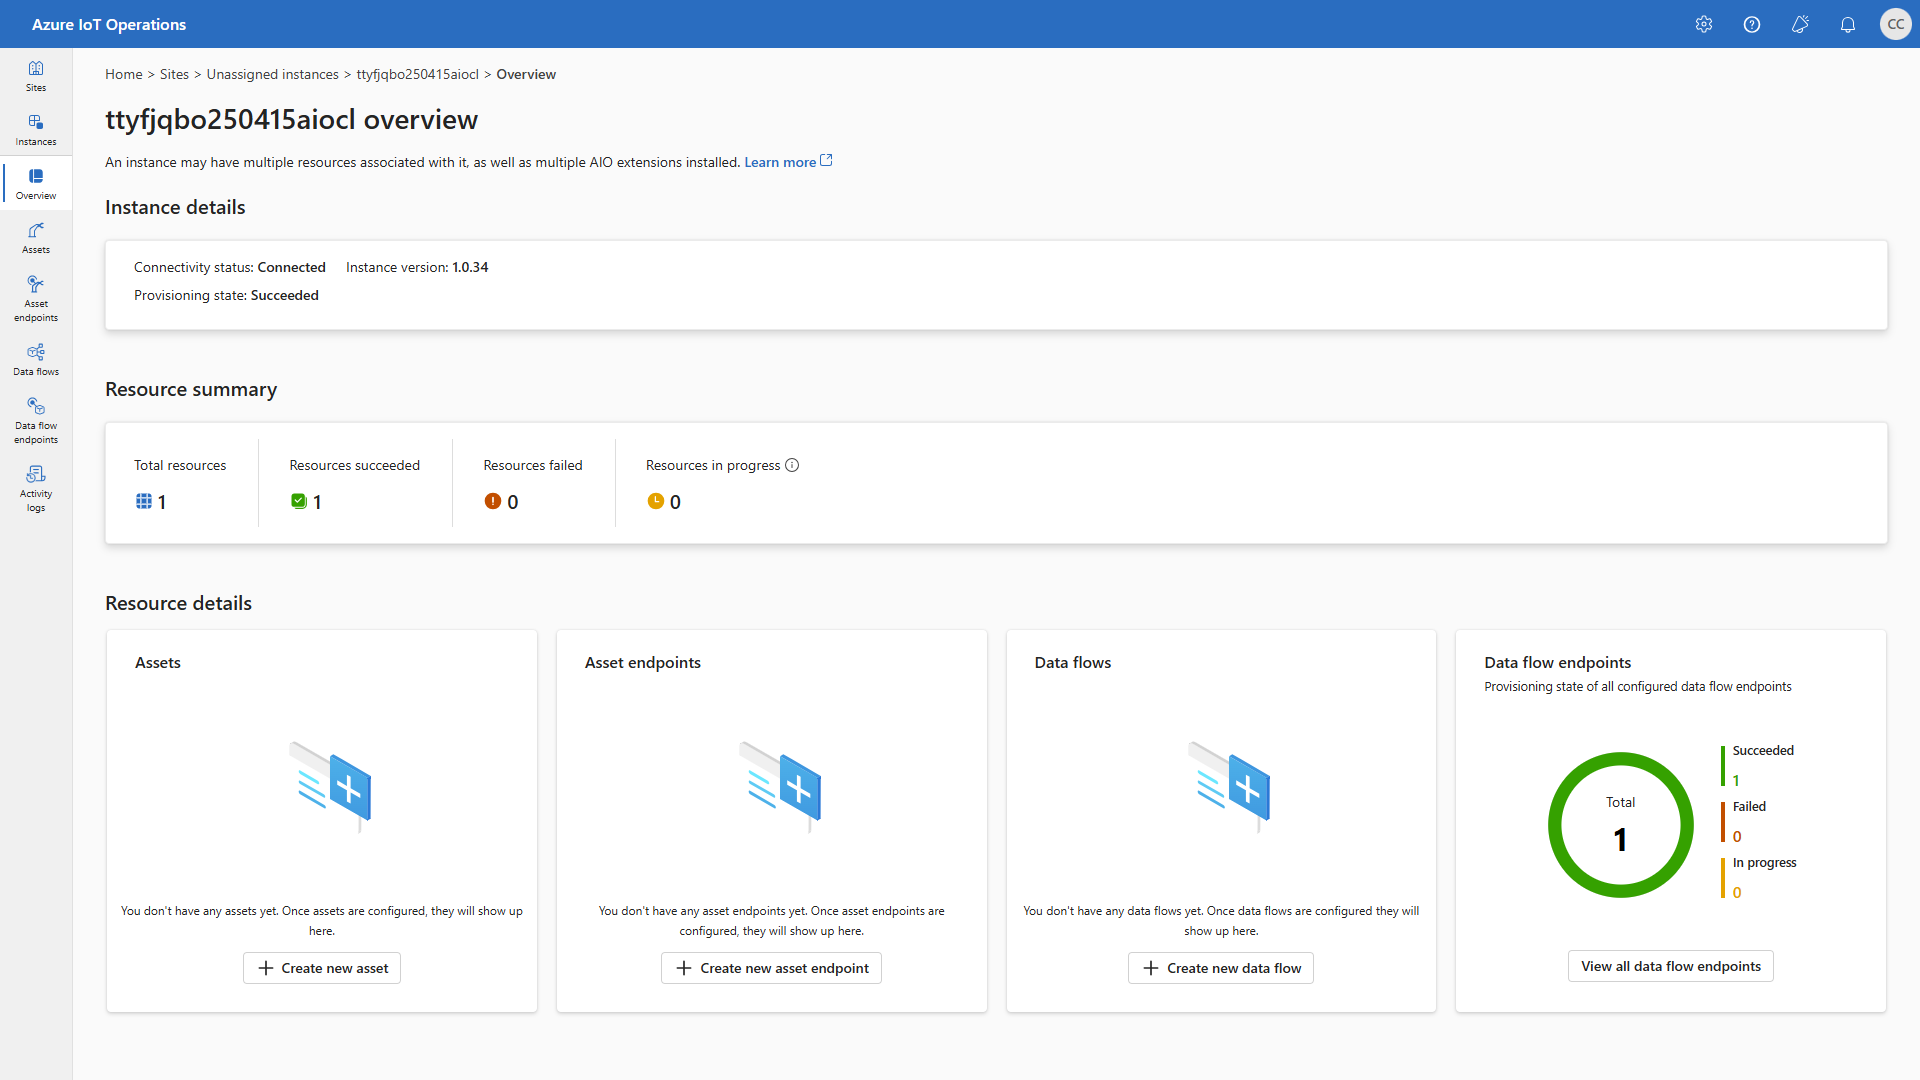 Azure IoT Operations
CC
Sites
Instances
Overview
Assets
Asset
endpoints
Data flows
Data flow
endpoints
Activity
logs
Home > Sites > Unassigned instances > ttyfjqbo250415aiocl > Overview
ttyfjqbo250415aiocl overview
An instance may have multiple resources associated with it, as well as multiple AIO extensions installed. Learn more
Instance details
Connectivity status: Connected Instance version: 1.0.34
Provisioning state: Succeeded
Resource summary
Total resources
1
Resources succeeded
1
Resources failed
0
Resources in progress
0
Resource details
Assets
You don't have any assets yet. Once assets are configured, they will show up
here.
Create new asset
Asset endpoints
You don't have any asset endpoints yet. Once asset endpoints are
configured, they will show up here.
Create new asset endpoint
Data flows
You don't have any data flows yet. Once data flows are configured they will
show up here.
Create new data flow
Data flow endpoints
Provisioning state of all configured data flow endpoints
Total
1
Succeeded
1
Failed
0
In progress
0
View all data flow endpoints